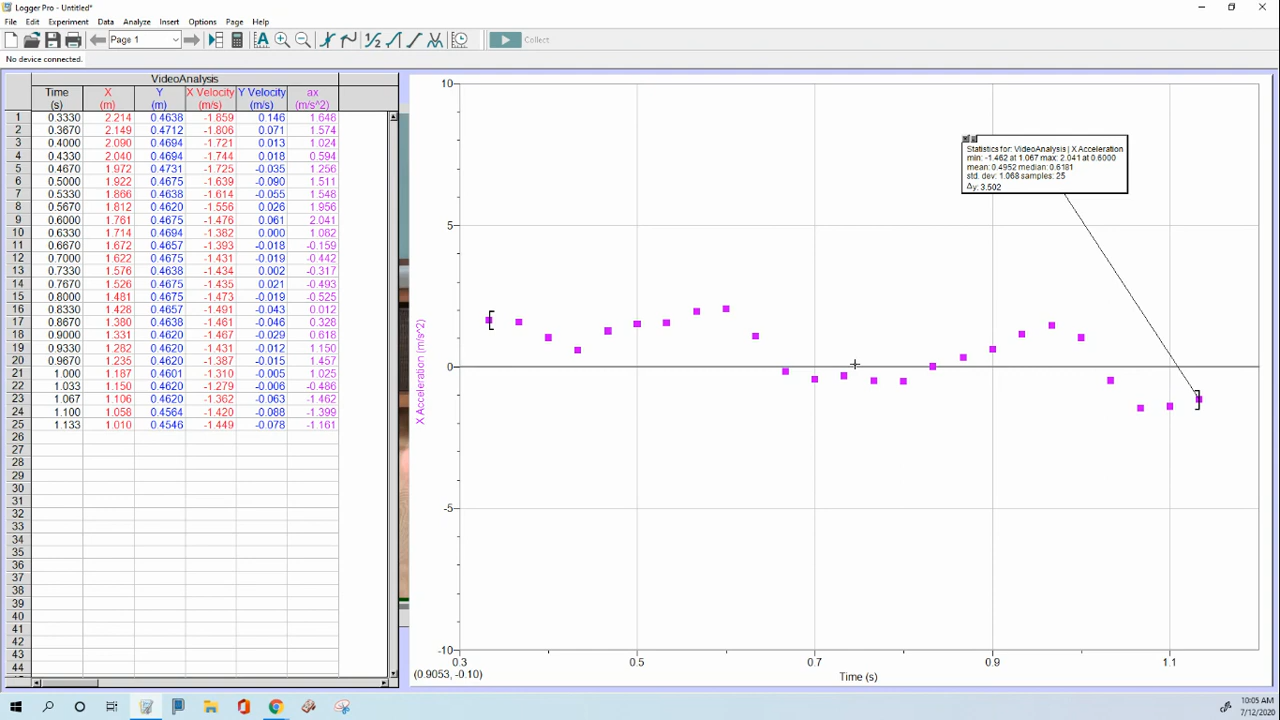 Logger Pro - Untitled*
File Edit Experiment Data Analyze Insert Options Page Help
Page 1 Collect
No device connected.
VideoAnalysis
Time X Y X Velocity Y Velocity ax
(s) (m) (m) (m/s) (m/s) (m/s^2)
1 0.3330 2.214 0.4638 -1.859 0.146 1.648
2 0.3670 2.149 0.4712 -1.806 0.071 1.574
3 0.4000 2.090 0.4694 -1.721 0.013 1.024
4 0.4330 2.040 0.4694 -1.744 0.018 0.594
5 0.4670 1.972 0.4731 -1.725 -0.035 1.256
6 0.5000 1.922 0.4675 -1.639 -0.090 1.511
7 0.5330 1.866 0.4638 -1.614 -0.055 1.548
8 0.5670 1.812 0.4620 -1.556 0.026 1.956
9 0.6000 1.761 0.4675 -1.476 0.061 2.041
10 0.6330 1.714 0.4694 -1.382 0.000 1.082
11 0.6670 1.672 0.4657 -1.393 -0.018 -0.159
12 0.7000 1.622 0.4675 -1.431 -0.019 -0.442
13 0.7330 1.576 0.4638 -1.434 0.002 -0.317
14 0.7670 1.526 0.4675 -1.435 0.021 -0.493
15 0.8000 1.481 0.4675 -1.473 -0.019 -0.525
16 0.8330 1.428 0.4657 -1.491 -0.043 0.012
17 0.8670 1.380 0.4638 -1.461 -0.046 0.328
18 0.9000 1.331 0.4620 -1.467 -0.029 0.618
19 0.9330 1.282 0.4620 -1.431 -0.012 1.150
20 0.9670 1.235 0.4620 -1.387 -0.015 1.457
21 1.000 1.187 0.4601 -1.310 -0.005 1.025
22 1.033 1.150 0.4620 -1.279 -0.006 -0.486
23 1.067 1.106 0.4620 -1.362 -0.063 -1.462
24 1.100 1.058 0.4564 -1.420 -0.088 -1.399
25 1.133 1.010 0.4546 -1.449 -0.078 -1.161
26
27
28
29
30
31
32
33
34
35
36
37
38
39
40
41
42
43
44
10
5
0
-5
-10
X Acceleration (m/s^2)
Statistics for: VideoAnalysis | X Acceleration
min: -1.462 at 1.067 max: 2.041 at 0.6000
mean: 0.4952 median: 0.6181
std. dev: 1.068 samples: 25
Δy: 3.502
0.3 0.5 0.7 0.9 1.1
(0.9053, -0.10) Time (s)
10:05 AM
7/12/2020